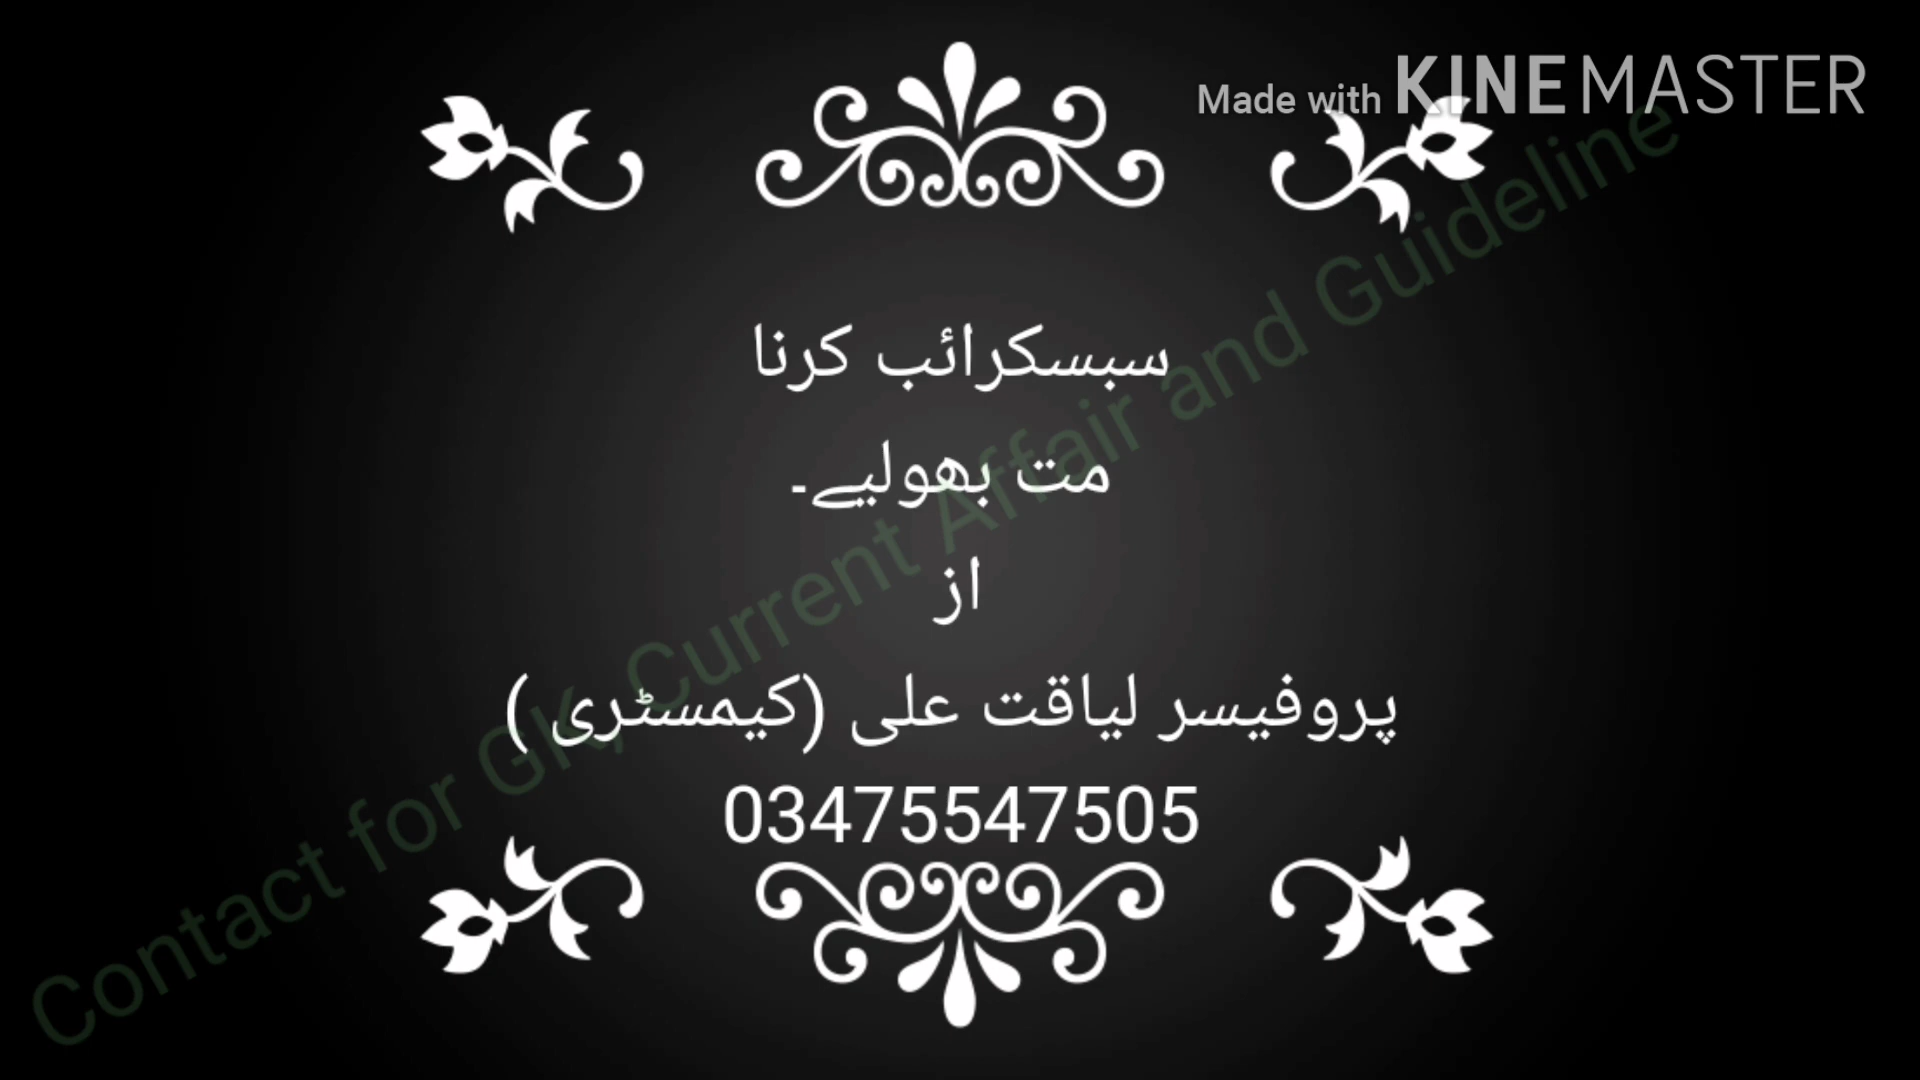 Made with KINEMASTER
سبسکرائب کرنا
مت بھولیے۔
از
پروفیسر لیاقت علی (کیمسٹری )
03475547505
Contact for GK, Current Affair and Guideline